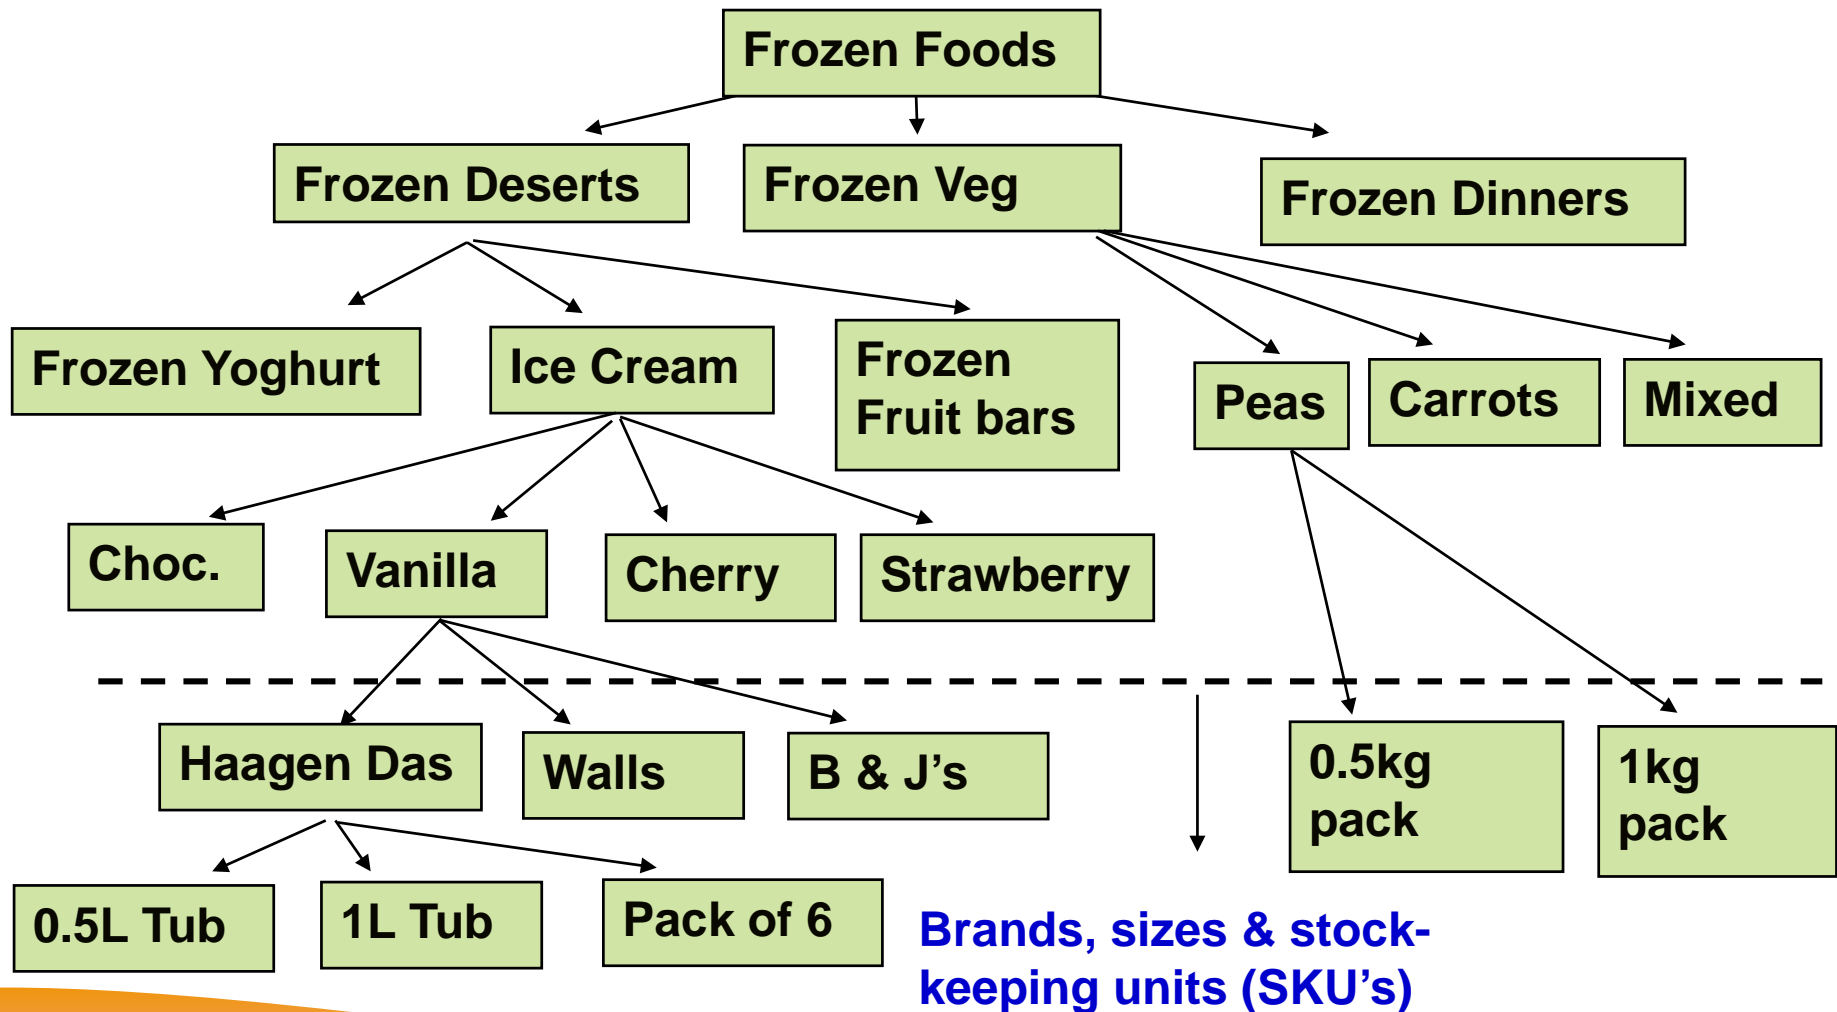 Frozen Foods
Frozen Deserts
Frozen Veg
Frozen Dinners
Frozen Yoghurt
Ice Cream
Frozen
Fruit bars
Peas
Carrots
Mixed
Choc.
Vanilla
Cherry
Strawberry
Haagen Das
Walls
B & J’s
0.5kg
pack
1kg
pack
0.5L Tub
1L Tub
Pack of 6
Brands, sizes & stock-
keeping units (SKU’s)